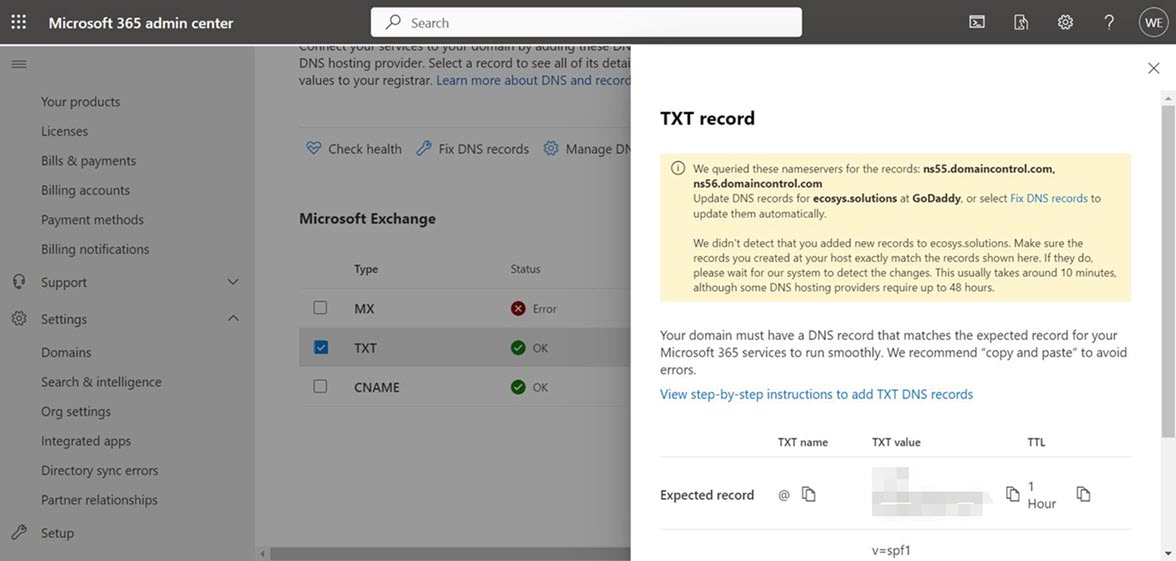 Microsoft 365 admin center
Search
WE
Your products
Licenses
Bills & payments
Billing accounts
Payment methods
Billing notifications
Support
Settings
Domains
Search & intelligence
Org settings
Integrated apps
Directory sync errors
Partner relationships
Setup
Connect your services to your domain by adding these DN
DNS hosting provider. Select a record to see all of its detai
values to your registrar. Learn more about DNS and record
Check health
Fix DNS records
Manage DN
Microsoft Exchange
Type Status
MX Error
TXT OK
CNAME OK
TXT record
We queried these nameservers for the records: ns55.domaincontrol.com,
ns56.domaincontrol.com
Update DNS records for ecosys.solutions at GoDaddy, or select Fix DNS records to
update them automatically.
We didn't detect that you added new records to ecosys.solutions. Make sure the
records you created at your host exactly match the records shown here. If they do,
please wait for our system to detect the changes. This usually takes around 10 minutes,
although some DNS hosting providers require up to 48 hours.
Your domain must have a DNS record that matches the expected record for your
Microsoft 365 services to run smoothly. We recommend “copy and paste” to avoid
errors.
View step-by-step instructions to add TXT DNS records
TXT name TXT value TTL
Expected record @ 1
Hour
v=spf1